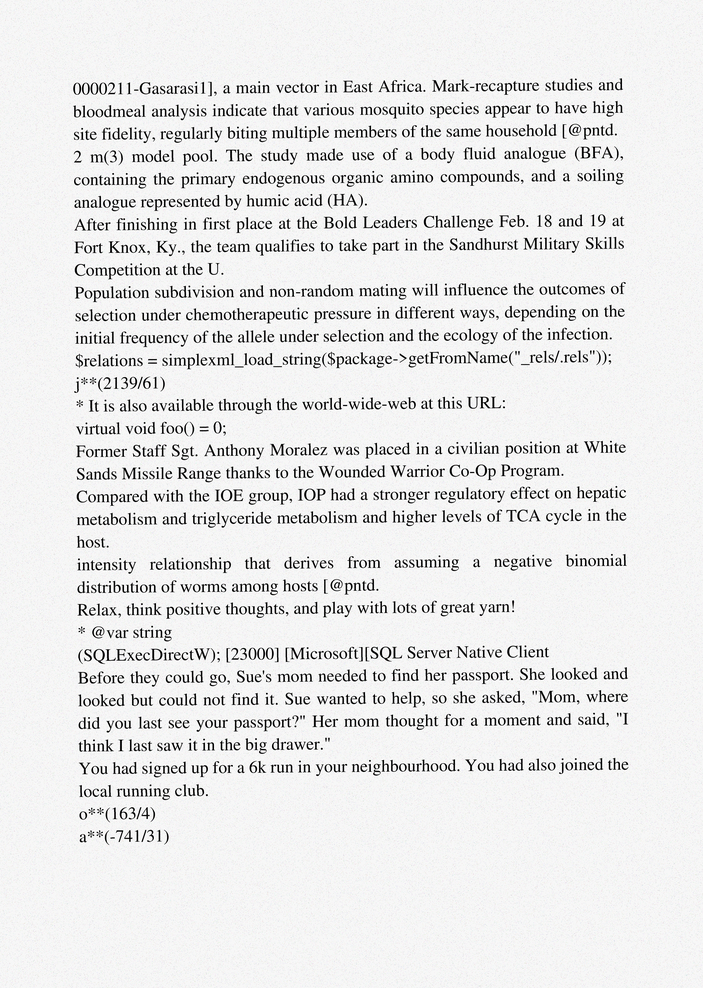 0000211-Gasarasi1], a main vector in East Africa. Mark-recapture studies and
bloodmeal analysis indicate that various mosquito species appear to have high
site fidelity, regularly biting multiple members of the same household [@pntd.
2 m(3) model pool. The study made use of a body fluid analogue (BFA),
containing the primary endogenous organic amino compounds, and a soiling
analogue represented by humic acid (HA).
After finishing in first place at the Bold Leaders Challenge Feb. 18 and 19 at
Fort Knox, Ky., the team qualifies to take part in the Sandhurst Military Skills
Competition at the U.
Population subdivision and non-random mating will influence the outcomes of
selection under chemotherapeutic pressure in different ways, depending on the
initial frequency of the allele under selection and the ecology of the infection.
$relations = simplexml_load_string($package->getFromName("_rels/.rels"));
j**(2139/61)
* It is also available through the world-wide-web at this URL:
virtual void foo() = 0;
Former Staff Sgt. Anthony Moralez was placed in a civilian position at White
Sands Missile Range thanks to the Wounded Warrior Co-Op Program.
Compared with the IOE group, IOP had a stronger regulatory effect on hepatic
metabolism and triglyceride metabolism and higher levels of TCA cycle in the
host.
intensity relationship that derives from assuming a negative binomial
distribution of worms among hosts [@pntd.
Relax, think positive thoughts, and play with lots of great yarn!
* @var string
(SQLExecDirectW); [23000] [Microsoft][SQL Server Native Client
Before they could go, Sue's mom needed to find her passport. She looked and
looked but could not find it. Sue wanted to help, so she asked, "Mom, where
did you last see your passport?" Her mom thought for a moment and said, "I
think I last saw it in the big drawer."
You had signed up for a 6k run in your neighbourhood. You had also joined the
local running club.
o**(163/4)
a**(-741/31)